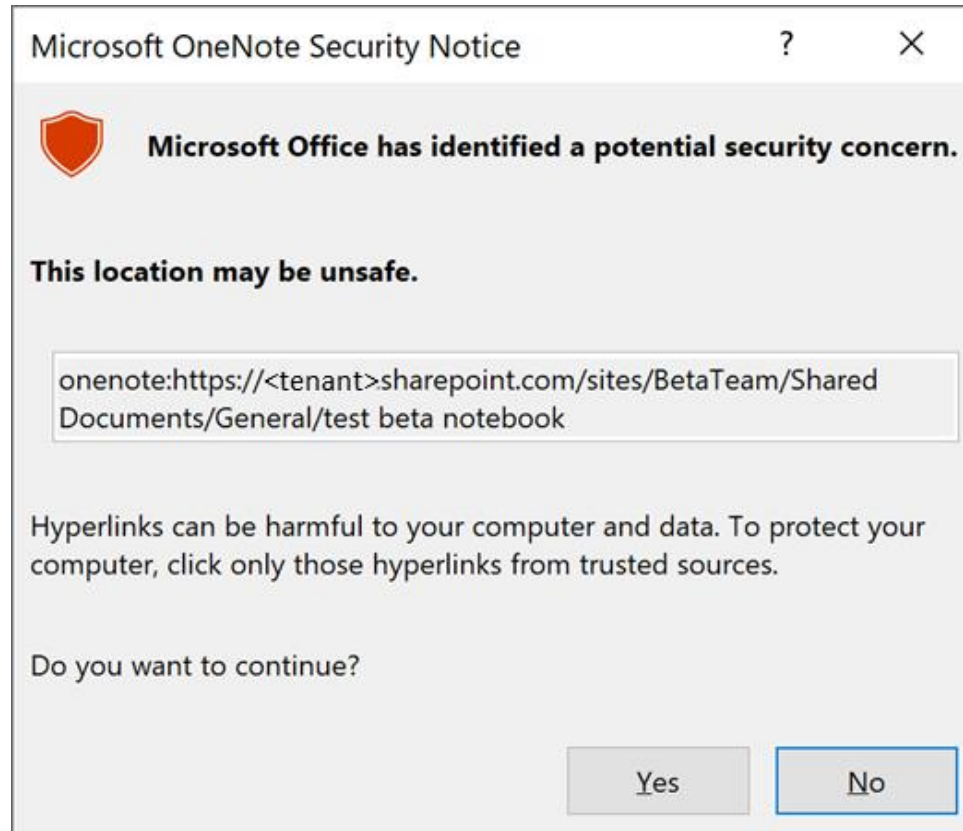 Microsoft OneNote Security Notice ?
Microsoft Office has identified a potential security concern.
This location may be unsafe.
onenote:https://<tenant>.sharepoint.com/sites/BetaTeam/Shared
Documents/General/test beta notebook
Hyperlinks can be harmful to your computer and data. To protect your
computer, click only those hyperlinks from trusted sources.
Do you want to continue?
Yes No